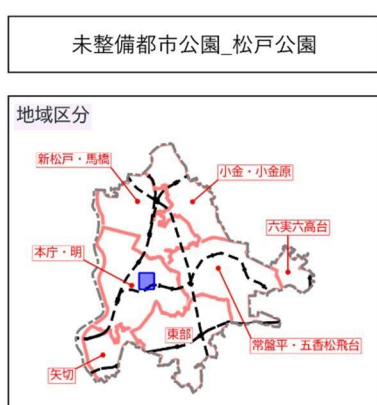 未整備都市公園_松戸公園
地域区分
新松戸・馬橋
小金・小金原
六実六高台
本庁・明
東部
常盤平・五香松飛台
矢切